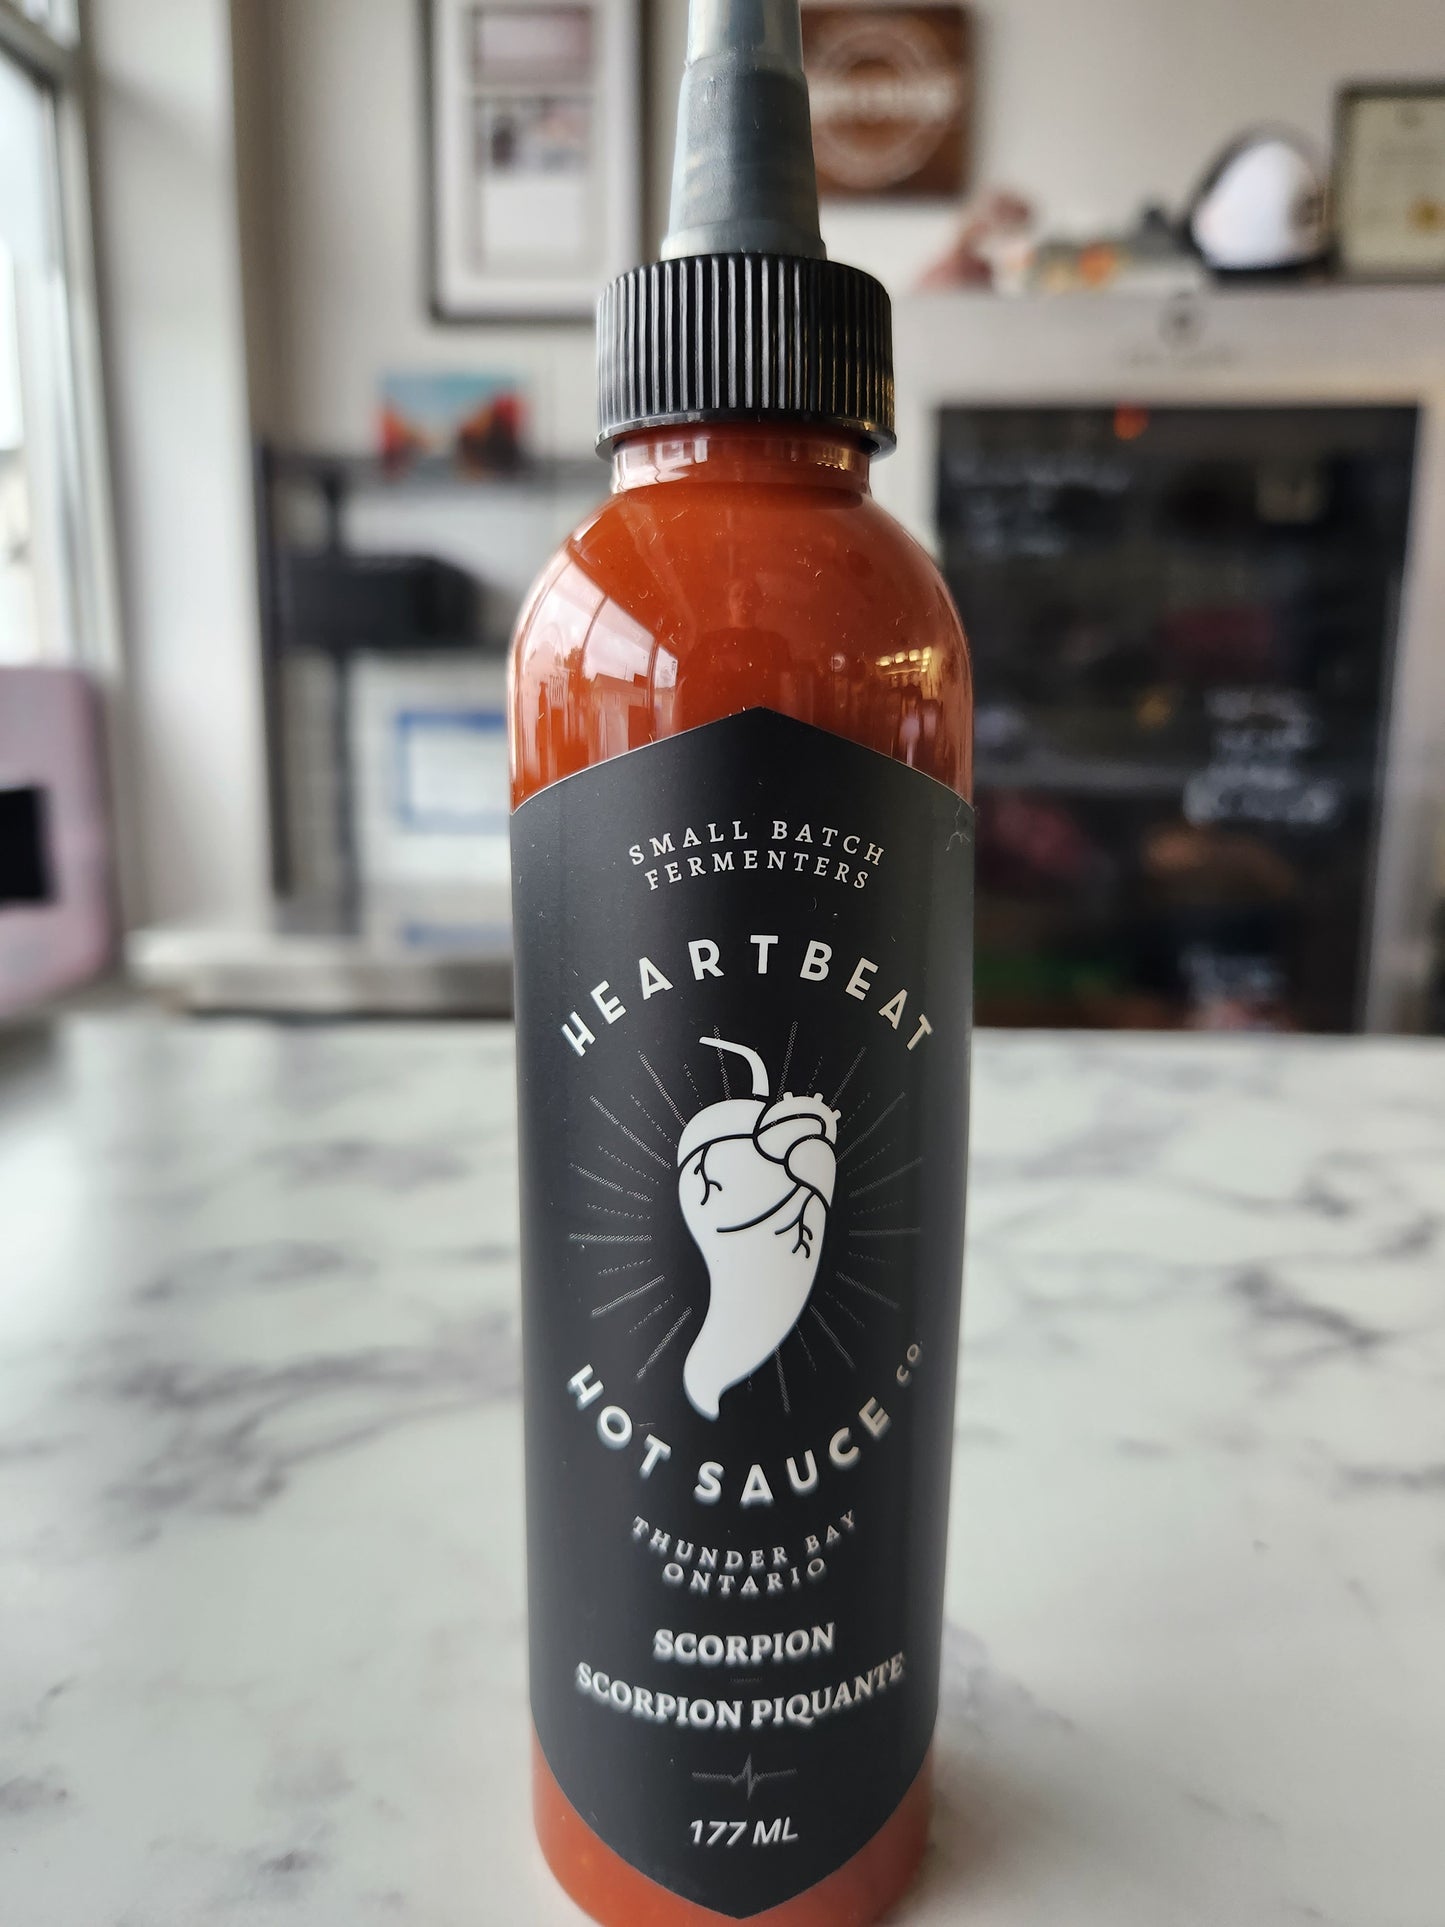 SMALL BATCH
FERMENTERS
HEARTBEAT
HOT SAUCE CO.
THUNDER BAY
ONTARIO
SCORPION
SCORPION PIQUANTE
177 ML